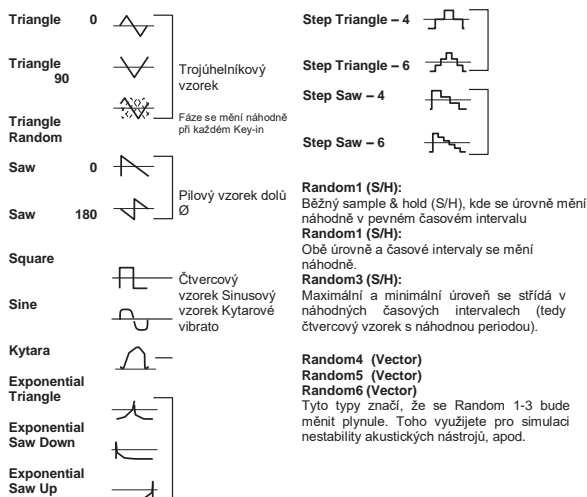 Triangle 0
Triangle
90
Trojúhelníkový
vzorek
Triangle
Random
Fáze se mění náhodně
při každém Key-in
Saw 0
Saw 180
Pilový vzorek dolů
Ø
Square
Sine
Čtvercový
vzorek Sinusový
vzorek Kytarové
vibrato
Kytara
Exponential
Triangle
Exponential
Saw Down
Exponential
Saw Up
Step Triangle – 4
Step Triangle – 6
Step Saw – 4
Step Saw – 6
Random1 (S/H):
Běžný sample & hold (S/H), kde se úrovně mění
náhodně v pevném časovém intervalu
Random1 (S/H):
Obě úrovně a časové intervaly se mění
náhodně.
Random3 (S/H):
Maximální a minimální úroveň se střídá v
náhodných časových intervalech (tedy
čtvercový vzorek s náhodnou periodou).
Random4 (Vector)
Random5 (Vector)
Random6 (Vector)
Tyto typy značí, že se Random 1-3 bude
měnit plynule. Toho využijete pro simulaci
nestability akustických nástrojů, apod.